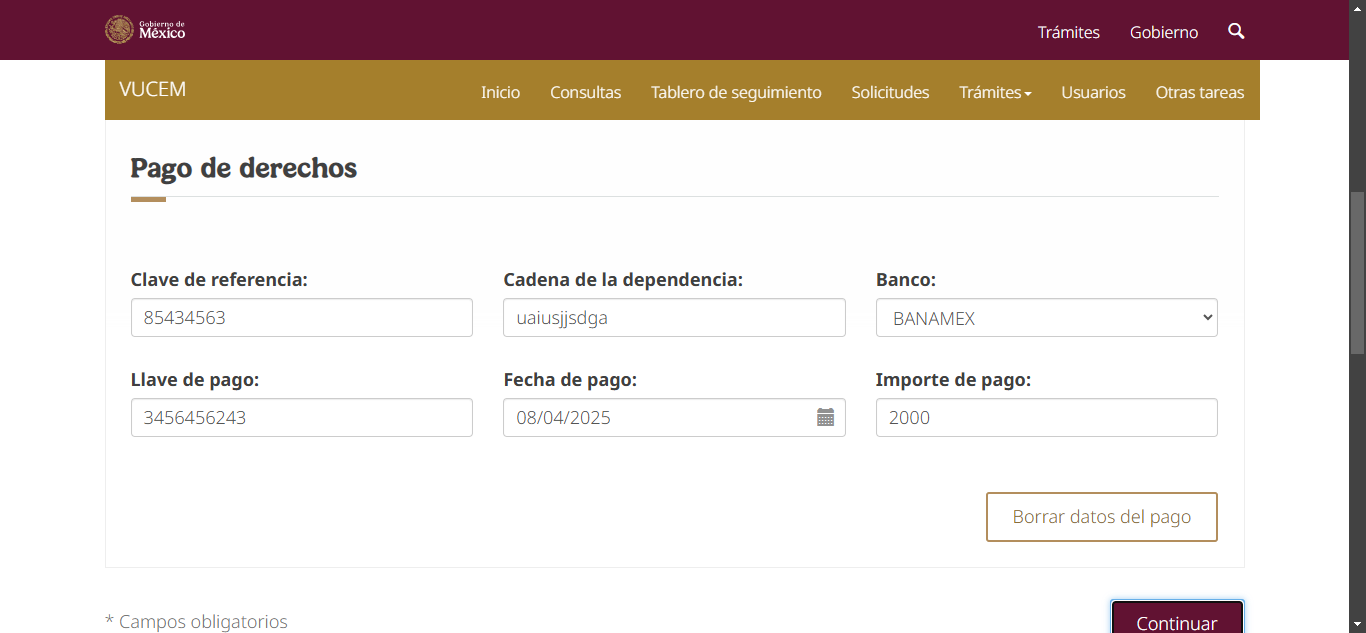 Gobierno de
México
Trámites
Gobierno
VUCEM
Inicio
Consultas
Tablero de seguimiento
Solicitudes
Trámites
Usuarios
Otras tareas
Pago de derechos
Clave de referencia:
Cadena de la dependencia:
Banco:
85434563
uaiusjjsdga
BANAMEX
Llave de pago:
Fecha de pago:
Importe de pago:
3456456243
08/04/2025
2000
Borrar datos del pago
* Campos obligatorios
Continuar